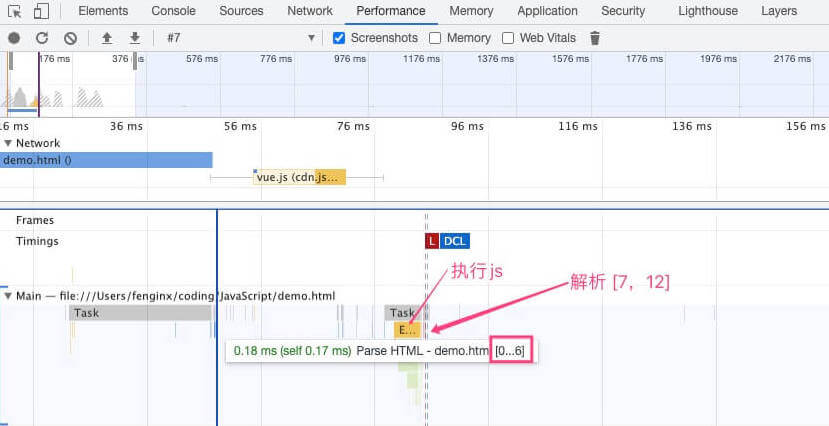 Elements Console Sources Network Performance Memory Application Security Lighthouse Layers
#7 Screenshots Memory Web Vitals
176 ms 376 ms 576 ms 776 ms 976 ms 1176 ms 1376 ms 1576 ms 1776 ms 1976 ms 2176 ms
16 ms 36 ms 56 ms 76 ms 96 ms 116 ms 136 ms 156 ms
Network
demo.html ()
vue.js (cdn.js...
Frames
Timings
L DCL
执行js
解析 [7，12]
Main — file:///Users/fenginx/coding/JavaScript/demo.html
Task Task
E...
0.18 ms (self 0.17 ms) Parse HTML - demo.htm [0...6]